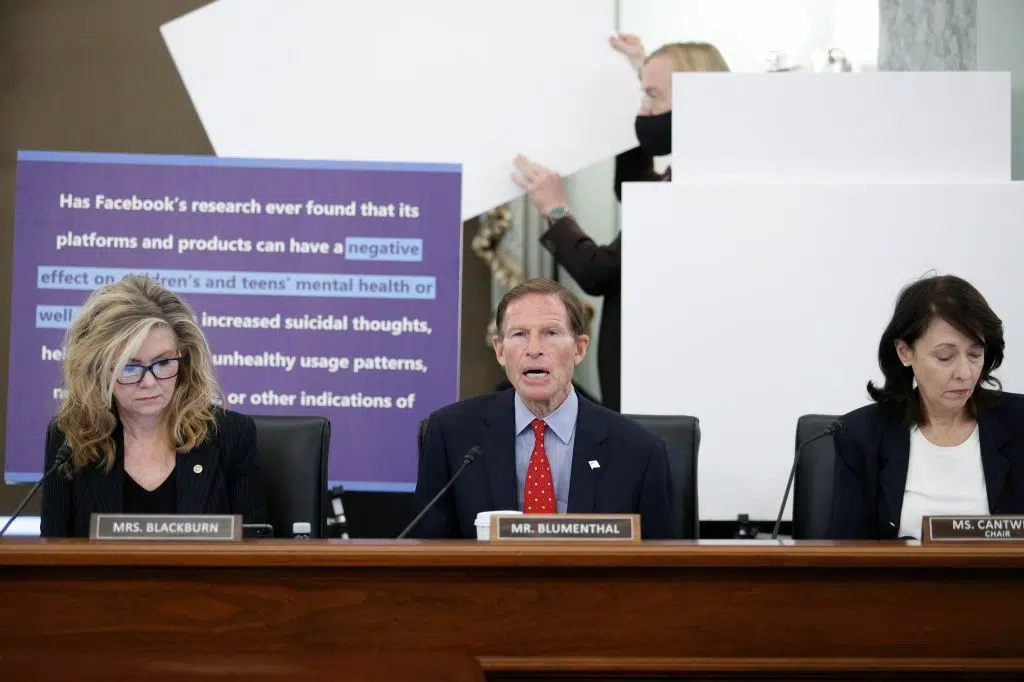 Has Facebook's research ever found that its
platforms and products can have a negative
effect on children's and teens' mental health or
well increased suicidal thoughts,
unhealthy usage patterns,
or other indications of
MRS. BLACKBURN
MR. BLUMENTHAL
MS. CANTWE
CHAIR